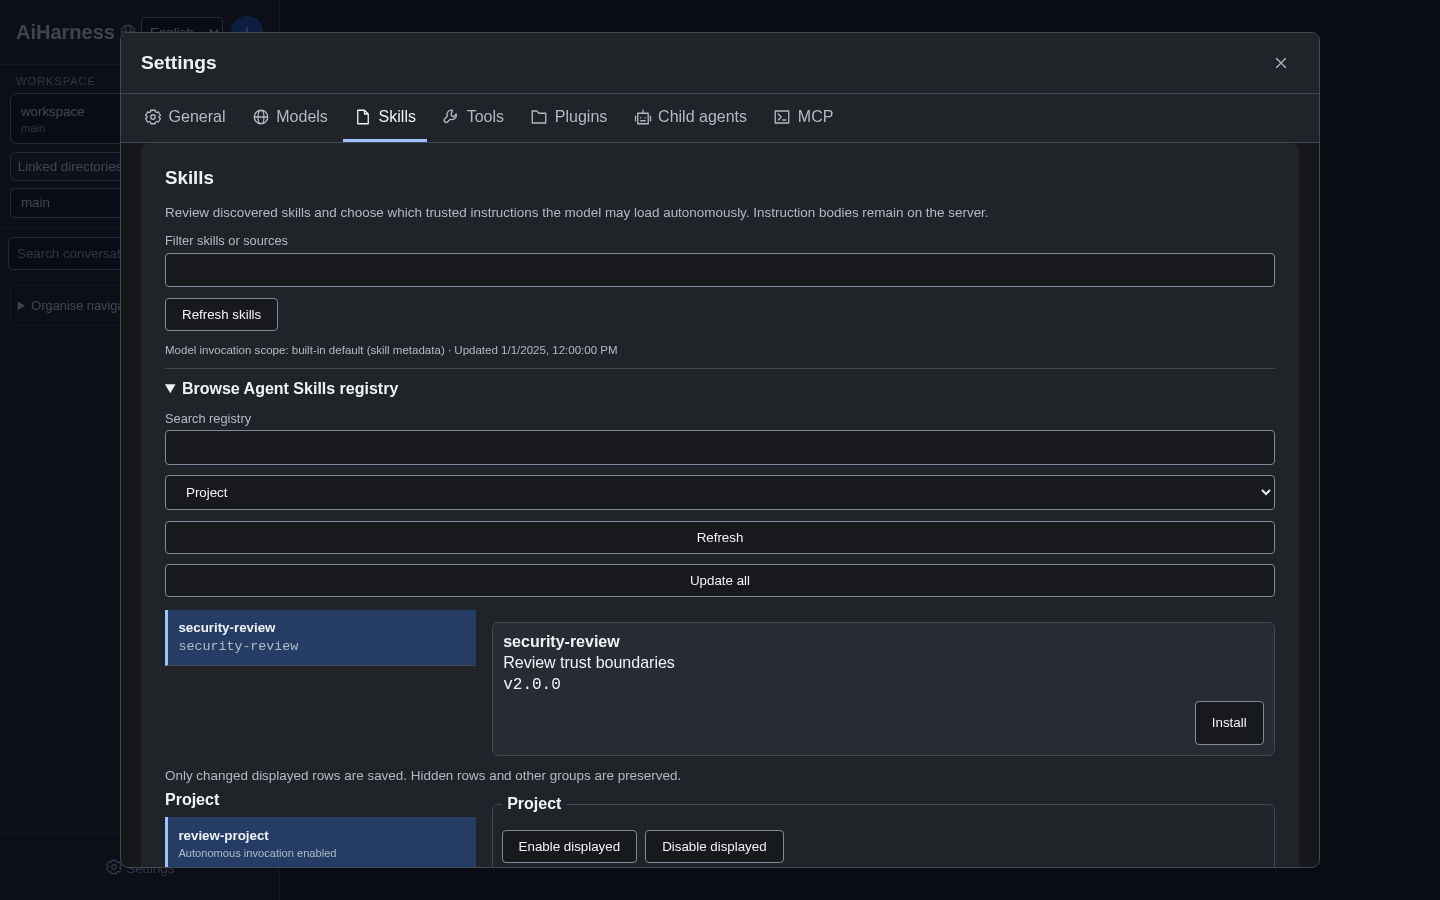 AiHarness
English
WORKSPACE
workspace
main
Linked directories
main
Search conversat
Organise naviga
Settings
Settings
General
Models
Skills
Tools
Plugins
Child agents
MCP
Skills
Review discovered skills and choose which trusted instructions the model may load autonomously. Instruction bodies remain on the server.
Filter skills or sources
Refresh skills
Model invocation scope: built-in default (skill metadata) · Updated 1/1/2025, 12:00:00 PM
Browse Agent Skills registry
Search registry
Project
Refresh
Update all
security-review
security-review
security-review
Review trust boundaries
v2.0.0
Install
Only changed displayed rows are saved. Hidden rows and other groups are preserved.
Project
review-project
Autonomous invocation enabled
Project
Enable displayed
Disable displayed